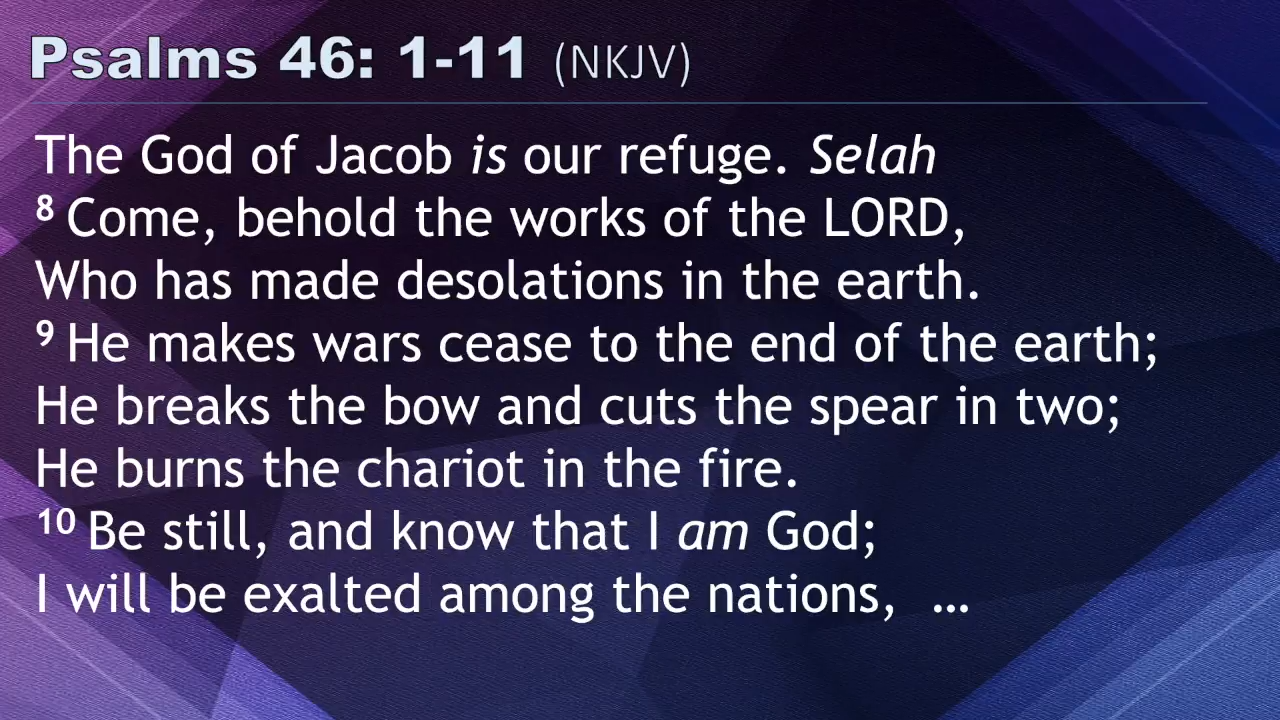 Psalms 46: 1-11 (NKJV)
The God of Jacob is our refuge. Selah
8 Come, behold the works of the LORD,
Who has made desolations in the earth.
9 He makes wars cease to the end of the earth;
He breaks the bow and cuts the spear in two;
He burns the chariot in the fire.
10 Be still, and know that I am God;
I will be exalted among the nations, ...